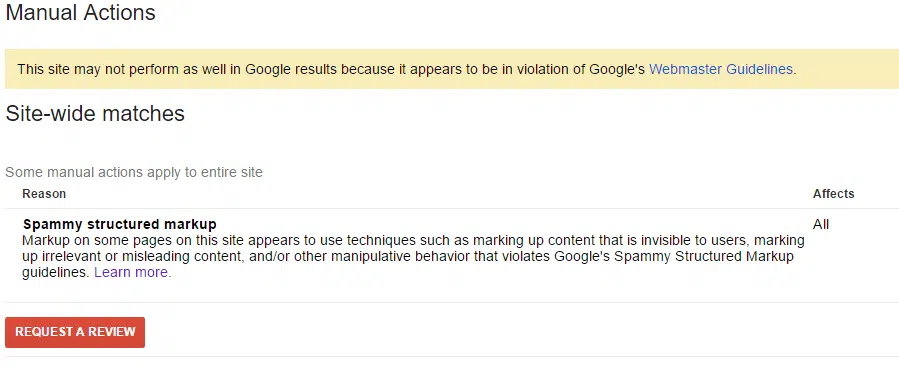 Manual Actions
This site may not perform as well in Google results because it appears to be in violation of Google's Webmaster Guidelines.
Site-wide matches
Some manual actions apply to entire site
Reason Affects
Spammy structured markup All
Markup on some pages on this site appears to use techniques such as marking up content that is invisible to users, marking
up irrelevant or misleading content, and/or other manipulative behavior that violates Google's Spammy Structured Markup
guidelines. Learn more.
REQUEST A REVIEW